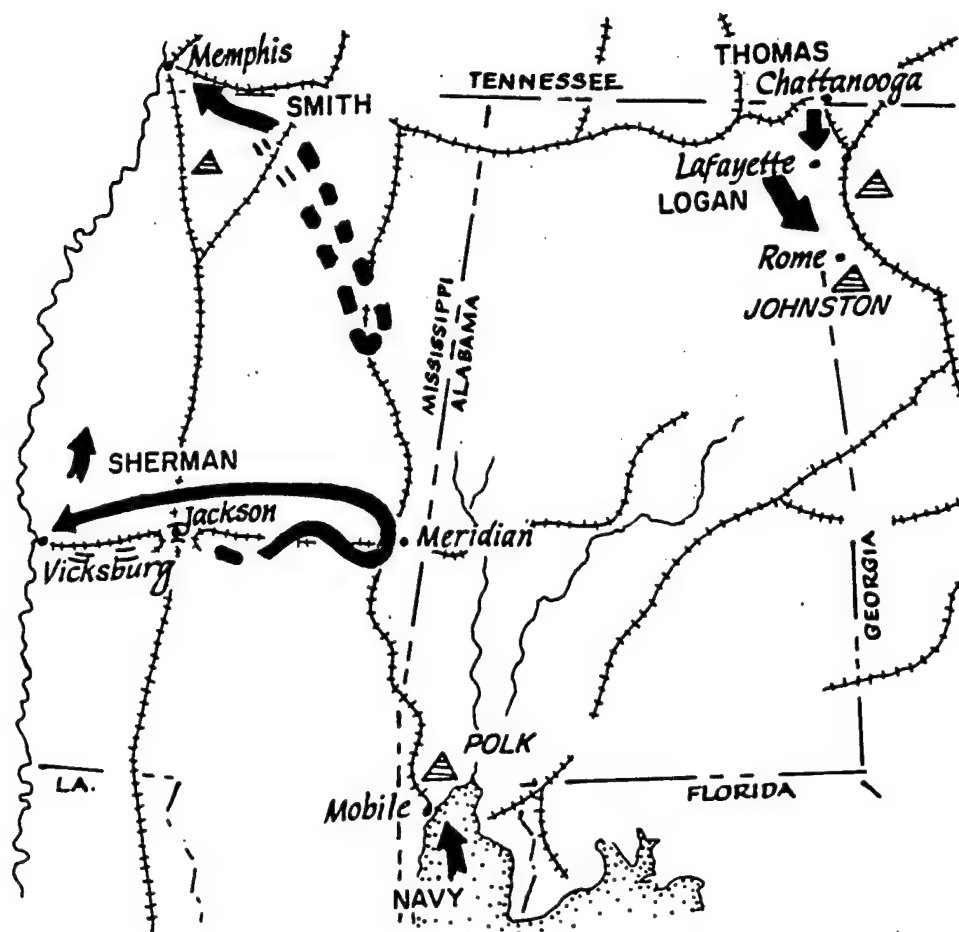 Memphis
THOMAS
TENNESSEE
Chattanooga
SMITH
Lafayette
LOGAN
Rome
JOHNSTON
MISSISSIPPI
ALABAMA
SHERMAN
Jackson
Meridian
Vicksburg
GEORGIA
POLK
LA.
FLORIDA
Mobile
NAVY